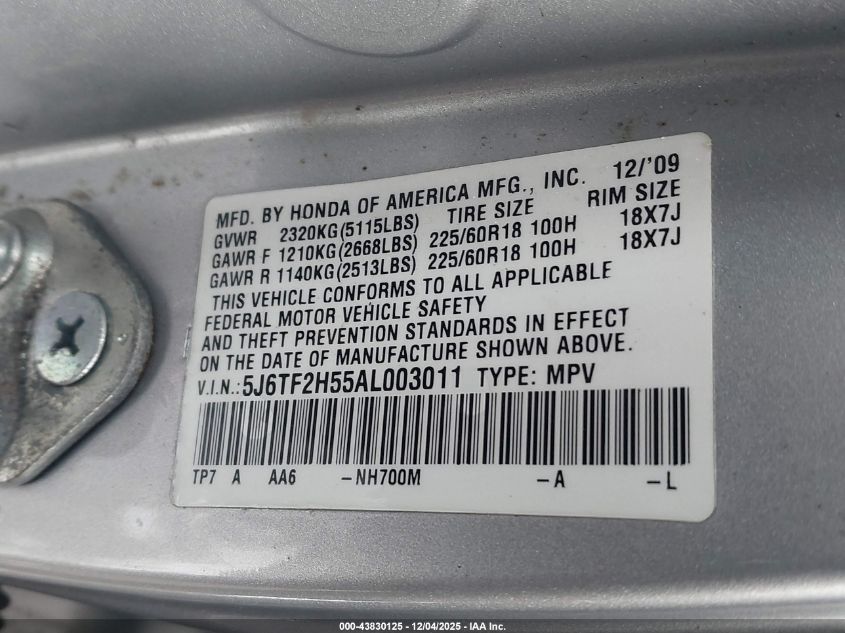 MFD. BY HONDA OF AMERICA MFG., INC. 12/'09
GVWR 2320KG(5115LBS) TIRE SIZE RIM SIZE
GAWR F 1210KG(2668LBS) 225/60R18 100H 18X7J
GAWR R 1140KG(2513LBS) 225/60R18 100H 18X7J
THIS VEHICLE CONFORMS TO ALL APPLICABLE
FEDERAL MOTOR VEHICLE SAFETY
AND THEFT PREVENTION STANDARDS IN EFFECT
ON THE DATE OF MANUFACTURE SHOWN ABOVE.
V.I.N.: 5J6TF2H55AL003011 TYPE: MPV
TP7 A AA6 -NH700M -A -L
000-43830125 - 12/04/2025 - IAA Inc.